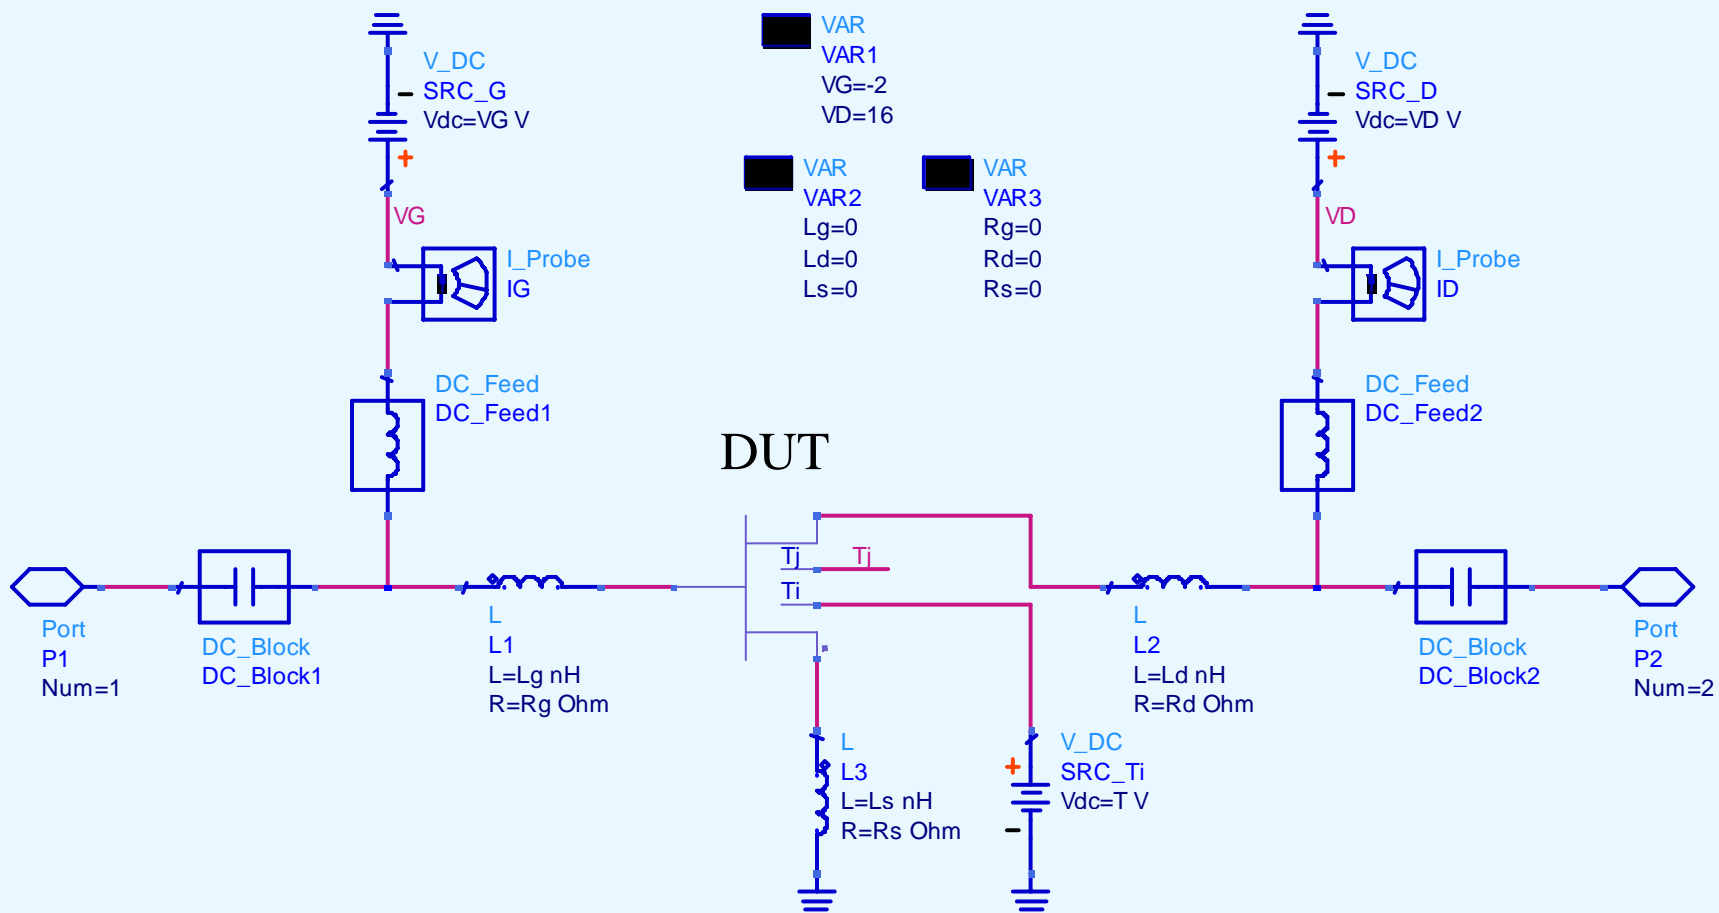 V_DC
SRC_G
Vdc=VG V
VG
I_Probe
IG
DC_Feed
DC_Feed1
VAR
VAR1
VG=-2
VD=16
VAR
VAR2
Lg=0
Ld=0
Ls=0
VAR
VAR3
Rg=0
Rd=0
Rs=0
V_DC
SRC_D
Vdc=VD V
VD
I_Probe
ID
DC_Feed
DC_Feed2
DUT
Tj
Tj
Ti
Port
P1
Num=1
DC_Block
DC_Block1
L
L1
L=Lg nH
R=Rg Ohm
L
L3
L=Ls nH
R=Rs Ohm
V_DC
SRC_Ti
Vdc=T V
L
L2
L=Ld nH
R=Rd Ohm
DC_Block
DC_Block2
Port
P2
Num=2